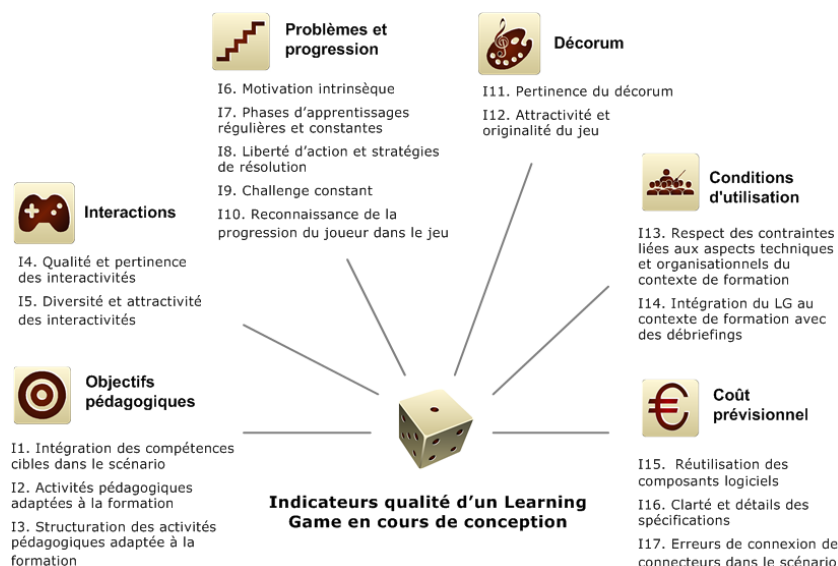 Problèmes et
progression
I6. Motivation intrinsèque
I7. Phases d'apprentissages
régulières et constantes
I8. Liberté d'action et stratégies
de résolution
I9. Challenge constant
I10. Reconnaissance de la
progression du joueur dans le jeu
Décorum
I11. Pertinence du décorum
I12. Attractivité et
originalité du jeu
Interactions
I4. Qualité et pertinence
des interactivités
I5. Diversité et attractivité
des interactivités
Conditions
d'utilisation
I13. Respect des contraintes
liées aux aspects techniques
et organisationnels du
contexte de formation
I14. Intégration du LG au
contexte de formation avec
des débriefings
Objectifs
pédagogiques
I1. Intégration des compétences
cibles dans le scénario
I2. Activités pédagogiques
adaptées à la formation
I3. Structuration des activités
pédagogiques adaptée à la
formation
Coût
prévisionnel
€
I15. Réutilisation des
composants logiciels
I16. Clarté et détails des
spécifications
I17. Erreurs de connexion de
connecteurs dans le scénario
Indicateurs qualité d'un Learning
Game en cours de conception